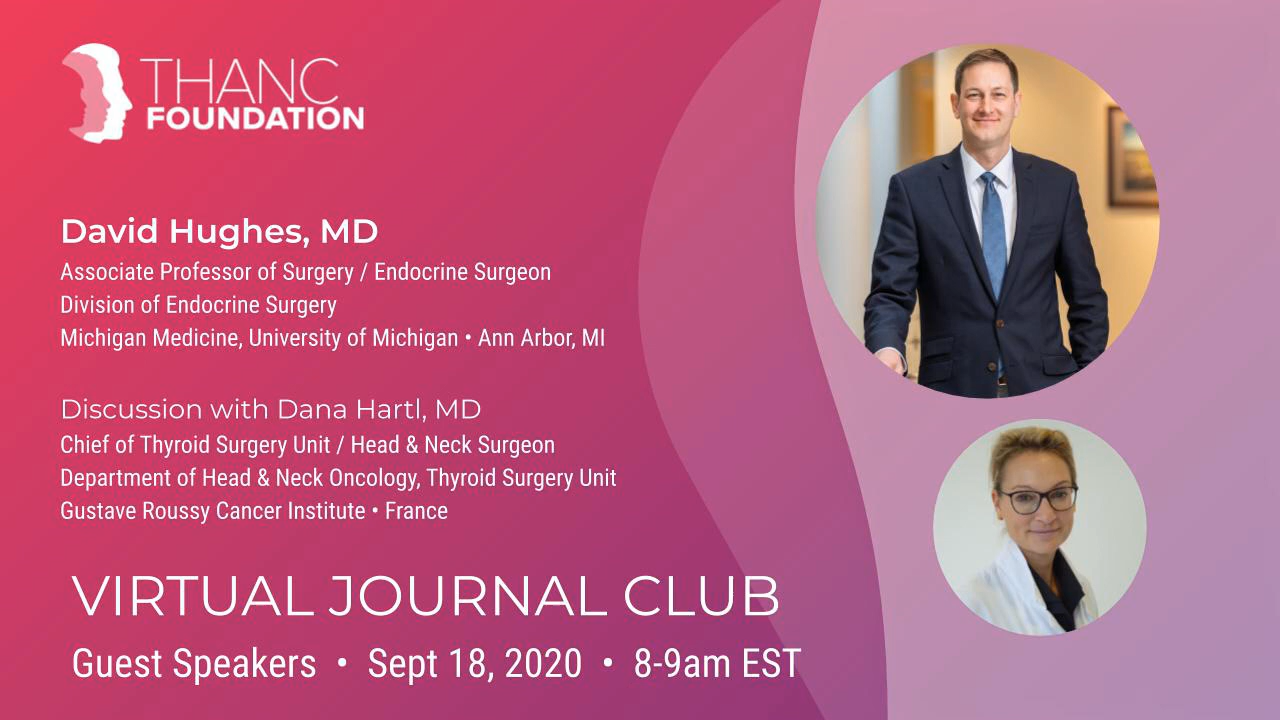 THANC
FOUNDATION
David Hughes, MD
Associate Professor of Surgery / Endocrine Surgeon
Division of Endocrine Surgery
Michigan Medicine, University of Michigan • Ann Arbor, MI
Discussion with Dana Hartl, MD
Chief of Thyroid Surgery Unit / Head & Neck Surgeon
Department of Head & Neck Oncology, Thyroid Surgery Unit
Gustave Roussy Cancer Institute • France
VIRTUAL JOURNAL CLUB
Guest Speakers • Sept 18, 2020 • 8-9am EST